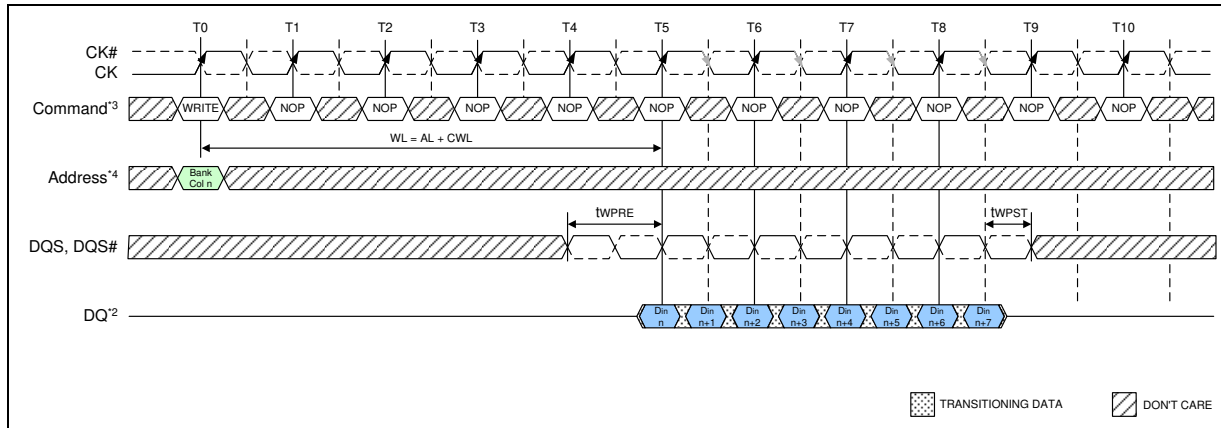 T0 T1 T2 T3 T4 T5 T6 T7 T8 T9 T10
CK#
CK
Command*3 WRITE NOP NOP NOP NOP NOP NOP NOP NOP NOP NOP
WL = AL + CWL
Address*4 Bank Col n
tWPRE tWPST
DQS, DQS#
DQ*2 Din n Din n+1 Din n+2 Din n+3 Din n+4 Din n+5 Din n+6 Din n+7
TRANSITIONING DATA DON'T CARE